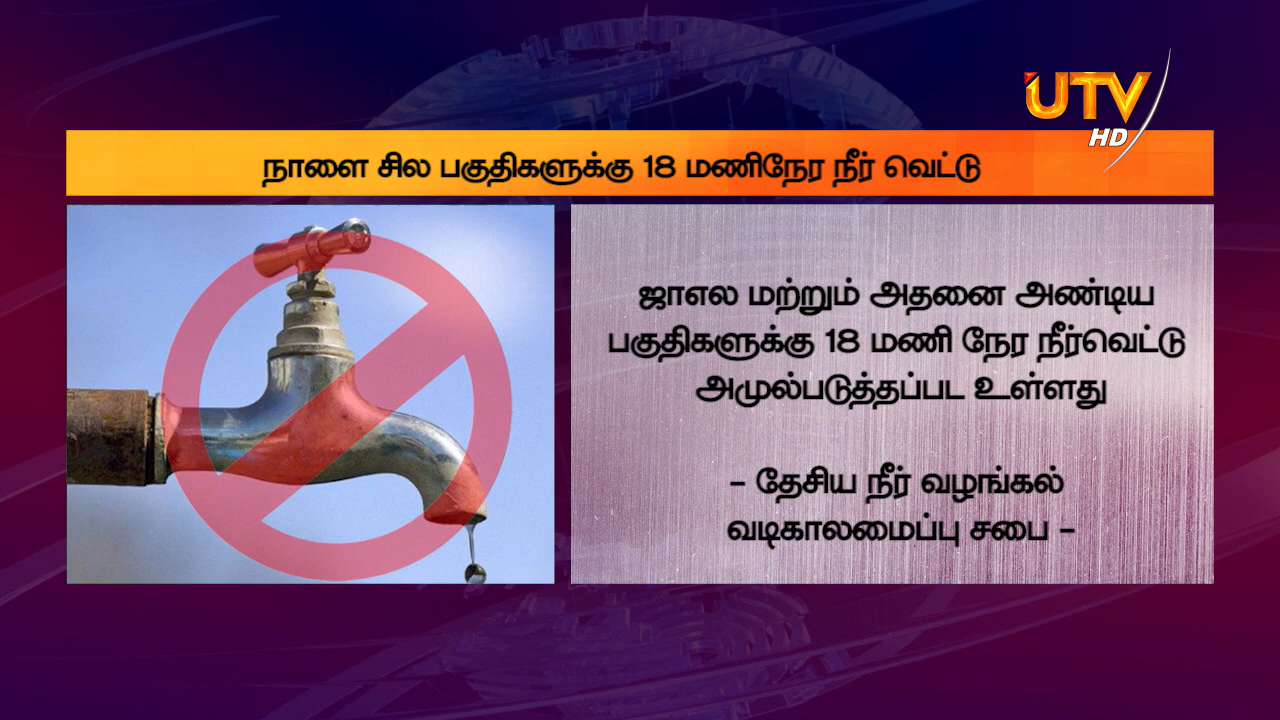 UTV
HD
நாளை சில பகுதிகளுக்கு 18 மணிநேர நீர் வெட்டு
ஜாஎல மற்றும் அதனை அண்டிய
பகுதிகளுக்கு 18 மணி நேர நீர்வெட்டு
அமுல்படுத்தப்பட உள்ளது
– தேசிய நீர் வழங்கல்
வடிகாலமைப்பு சபை –